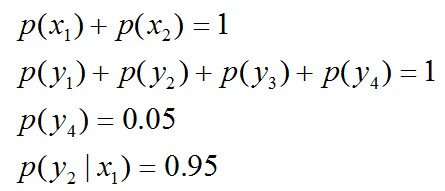 p(x₁) + p(x₂) = 1
p(y₁) + p(y₂) + p(y₃) + p(y₄) = 1
p(y₄) = 0.05
p(y₂ | x₁) = 0.95